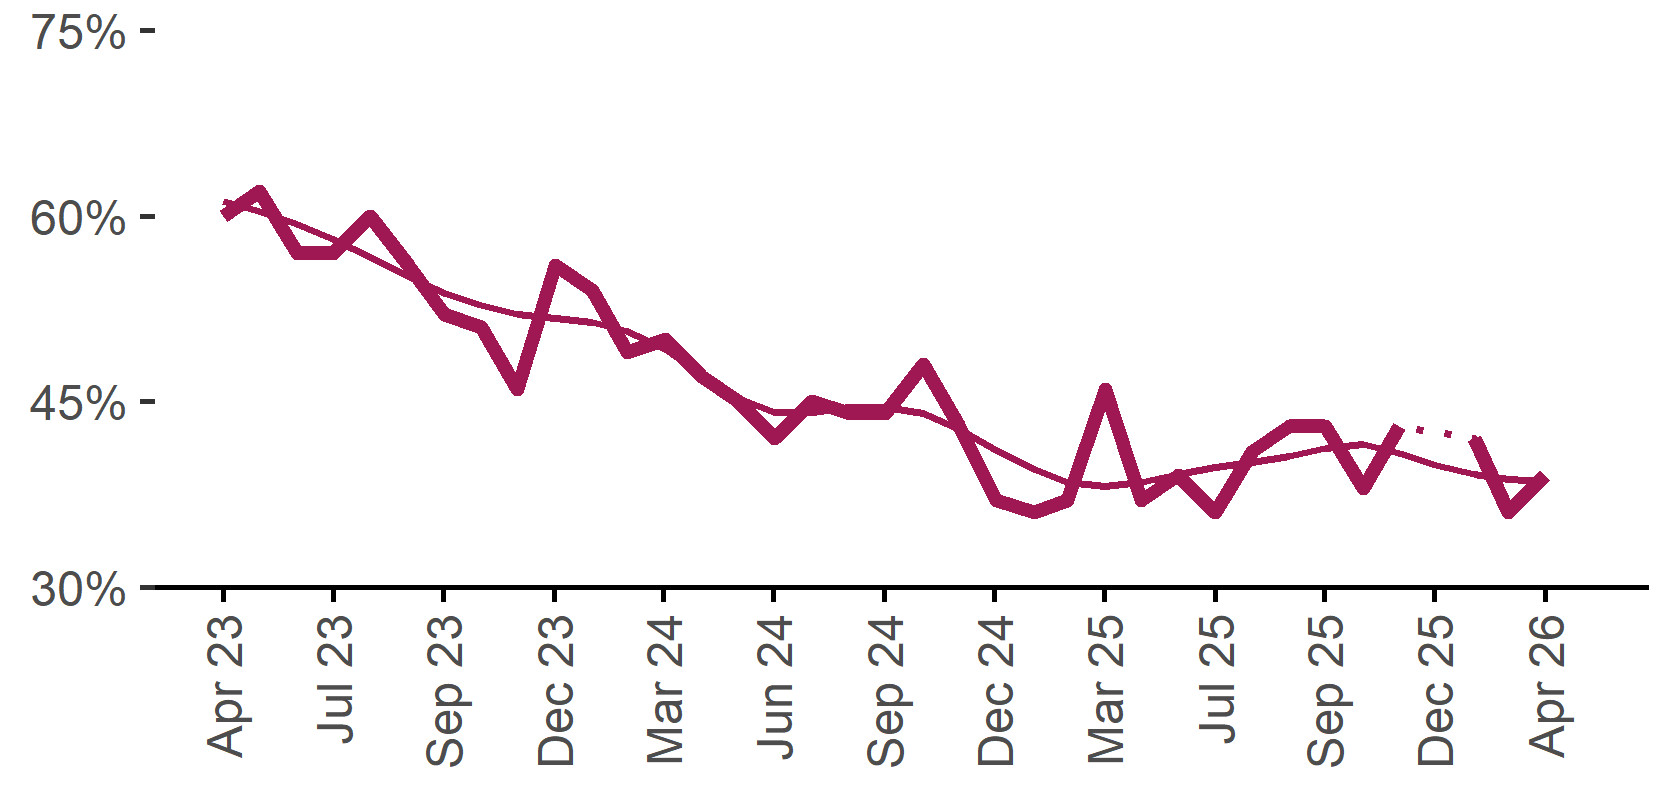 75%
60%
45%
30%
Apr 23
Jul 23
Sep 23
Dec 23
Mar 24
Jun 24
Sep 24
Dec 24
Mar 25
Jul 25
Sep 25
Dec 25
Apr 26